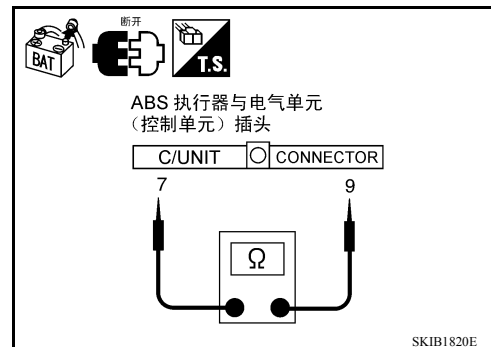 断开
BAT
T.S.
ABS 执行器与电气单元
（控制单元）插头
C/UNIT CONNECTOR
7 9
Ω
SKIB1820E